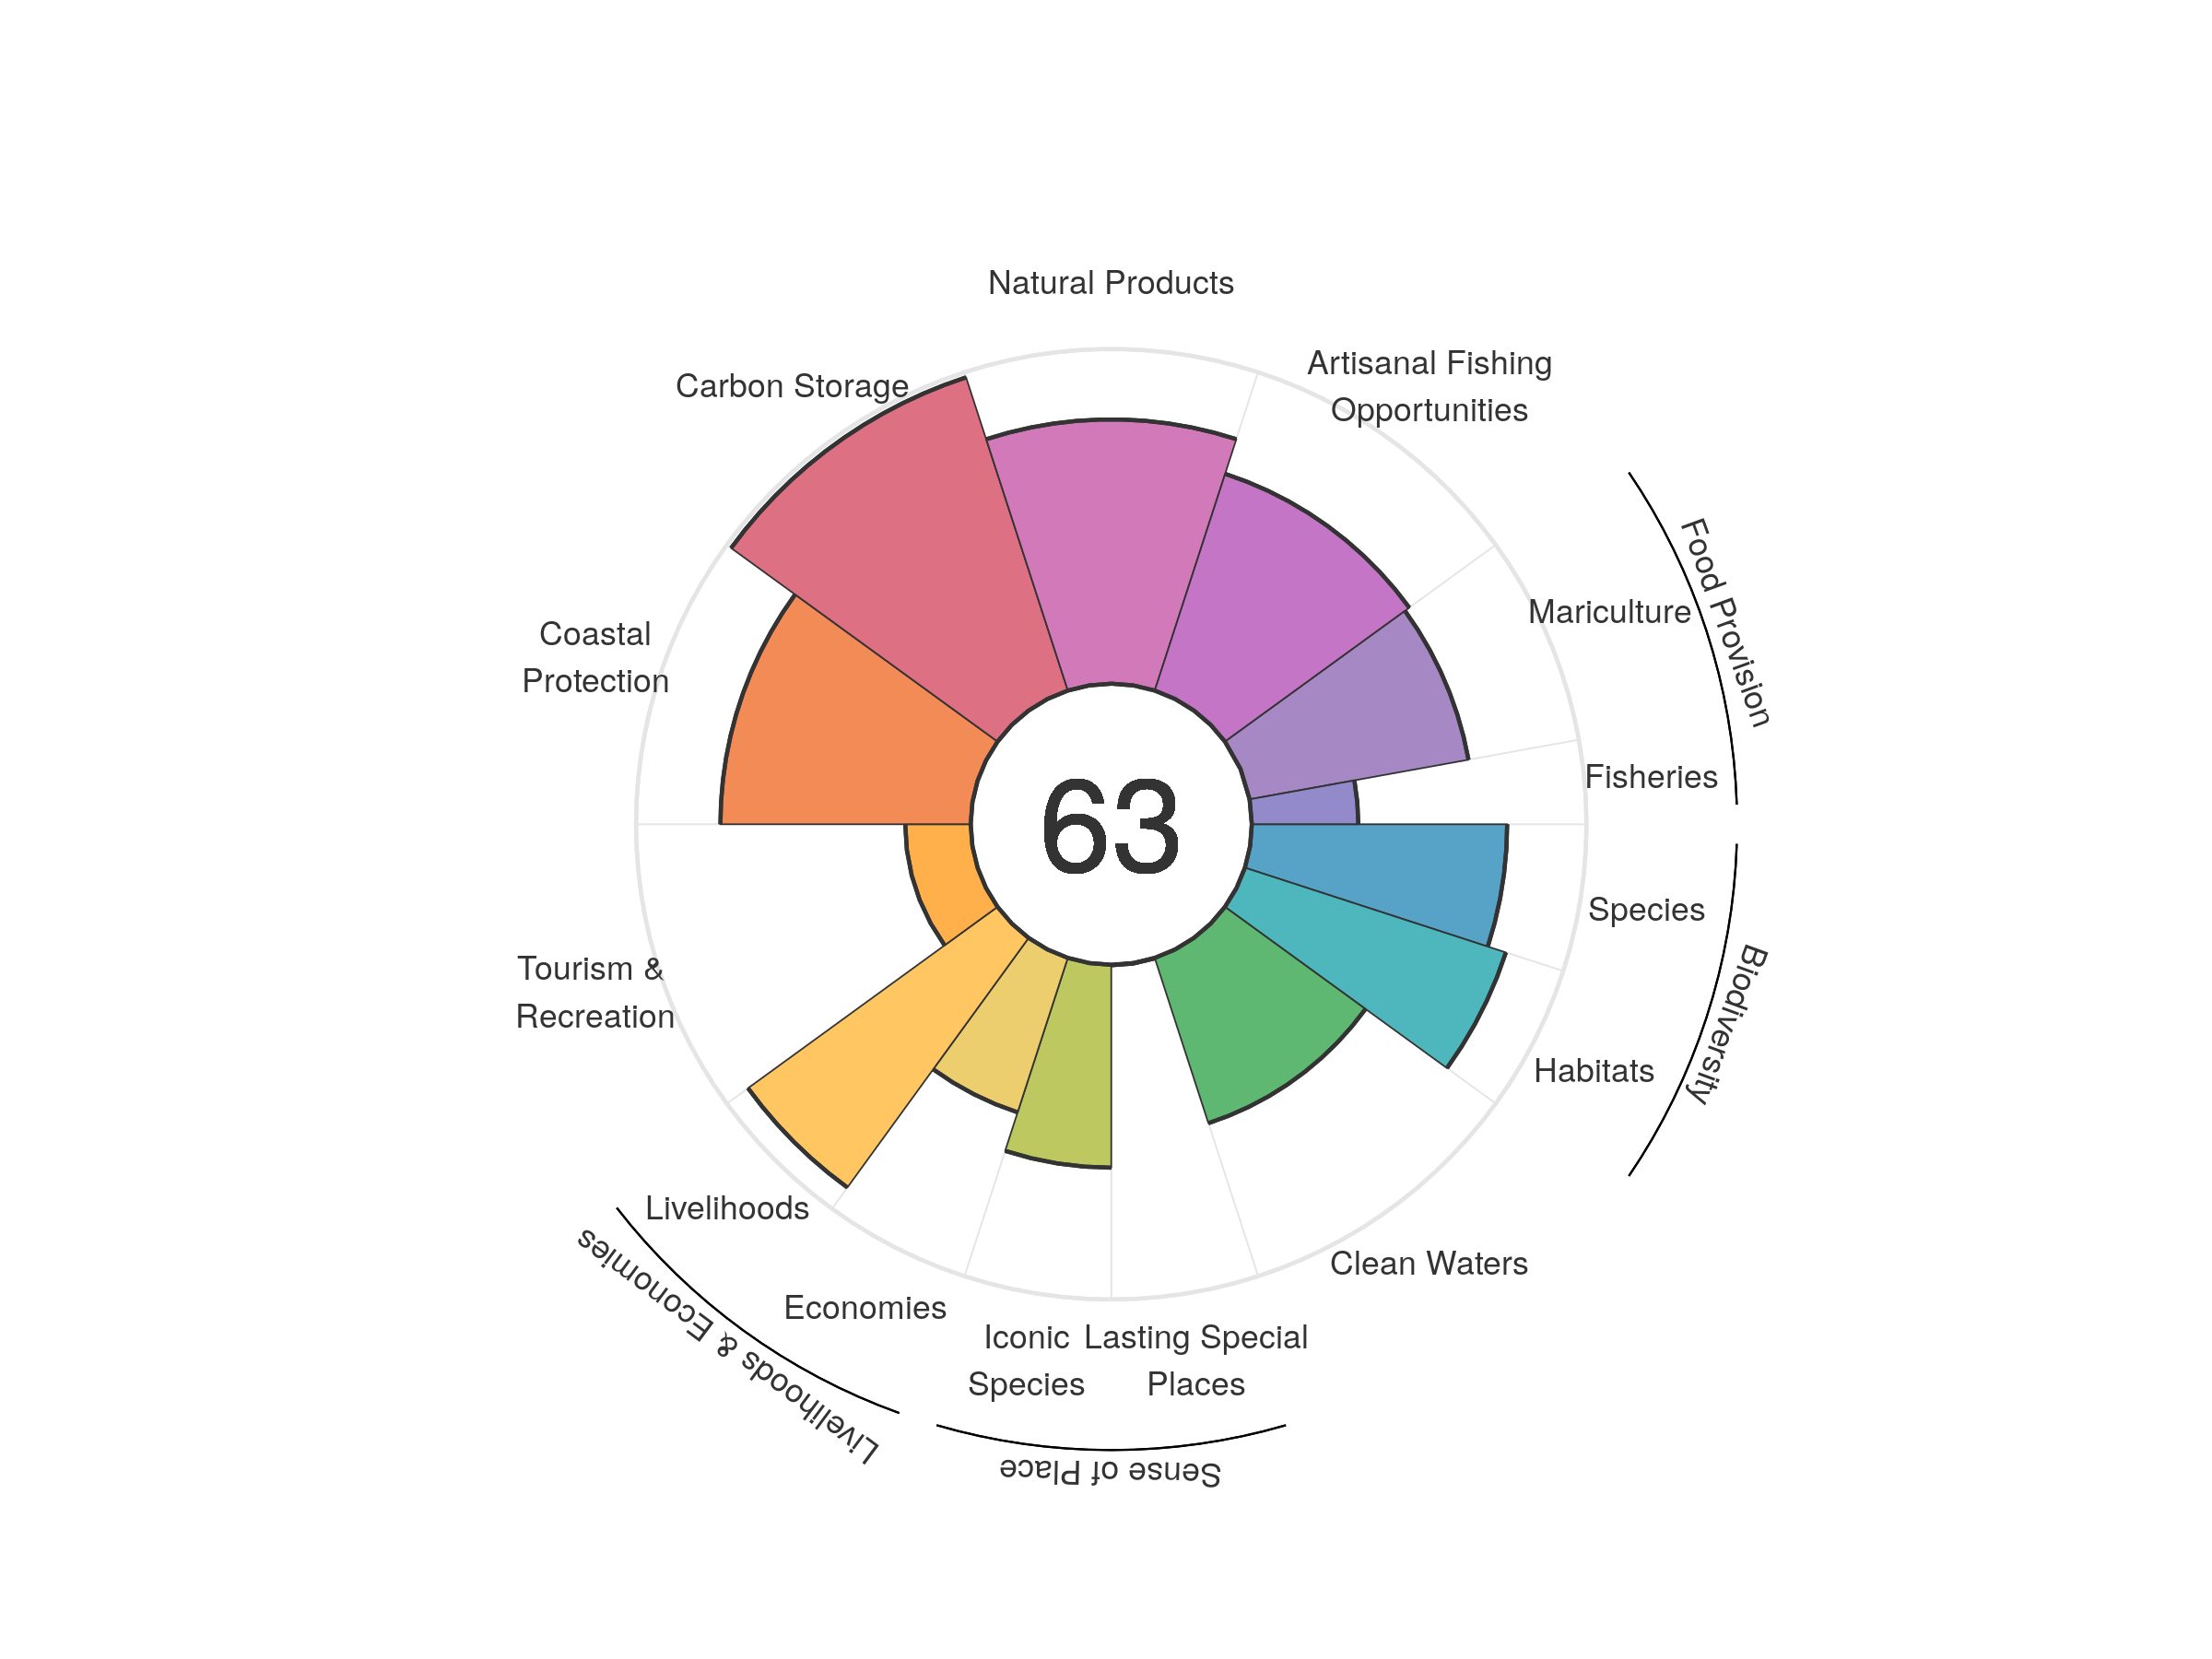 Natural Products
Artisanal Fishing
Opportunities
Carbon Storage
Food Provision
Mariculture
Coastal
Protection
Fisheries
63
Species
Biodiversity
Tourism &
Recreation
Habitats
Livelihoods
Clean Waters
Livelihoods & Economies
Economies
Iconic
Species
Lasting Special
Places
Sense of Place